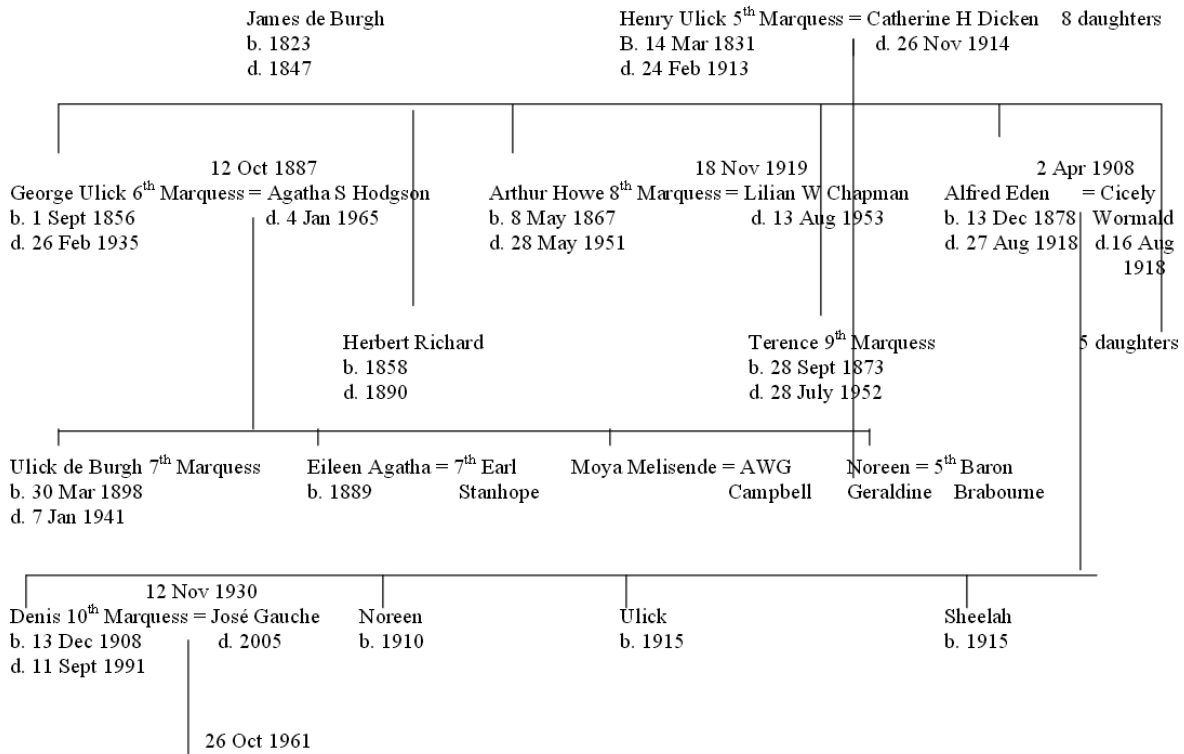 James de Burgh
b. 1823
d. 1847
Henry Ulick 5th Marquess = Catherine H Dicken 8 daughters
B. 14 Mar 1831 d. 26 Nov 1914
d. 24 Feb 1913
12 Oct 1887
George Ulick 6th Marquess = Agatha S Hodgson
b. 1 Sept 1856 d. 4 Jan 1965
d. 26 Feb 1935
18 Nov 1919
Arthur Howe 8th Marquess = Lilian W Chapman
b. 8 May 1867 d. 13 Aug 1953
d. 28 May 1951
2 Apr 1908
Alfred Eden = Cicely
b. 13 Dec 1878 Wormald
d. 27 Aug 1918 d.16 Aug
1918
Herbert Richard
b. 1858
d. 1890
Terence 9th Marquess
b. 28 Sept 1873
d. 28 July 1952
5 daughters
Ulick de Burgh 7th Marquess
b. 30 Mar 1898
d. 7 Jan 1941
Eileen Agatha = 7th Earl
b. 1889 Stanhope
Moya Melisende = AWG
Campbell
Noreen = 5th Baron
Geraldine Brabourne
12 Nov 1930
Denis 10th Marquess = José Gauche
b. 13 Dec 1908 d. 2005
d. 11 Sept 1991
Noreen
b. 1910
Ulick
b. 1915
Sheelah
b. 1915
26 Oct 1961